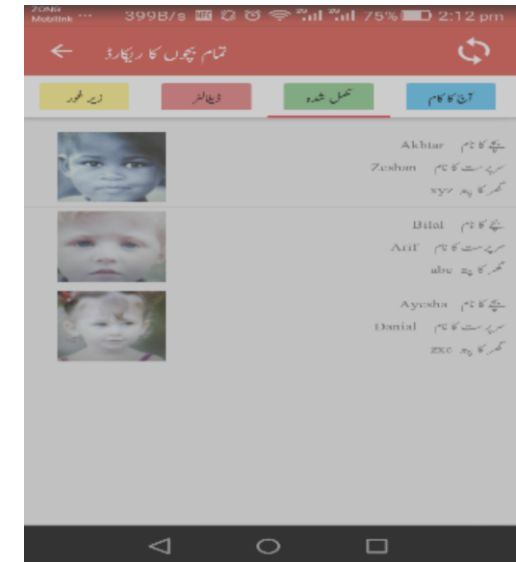 ZONG
Mobilink ··· 399B/s 75% 2:12 pm
تمام بچوں کا ریکارڈ
آج کا کام
مکمل شدہ
ڈیفالٹر
زیر غور
بچے کا نام Akhtar
سرپرست کا نام Zeshan
گھر کا پتہ xyz
بچے کا نام Bilal
سرپرست کا نام Arif
گھر کا پتہ abc
بچے کا نام Ayesha
سرپرست کا نام Danial
گھر کا پتہ zxc